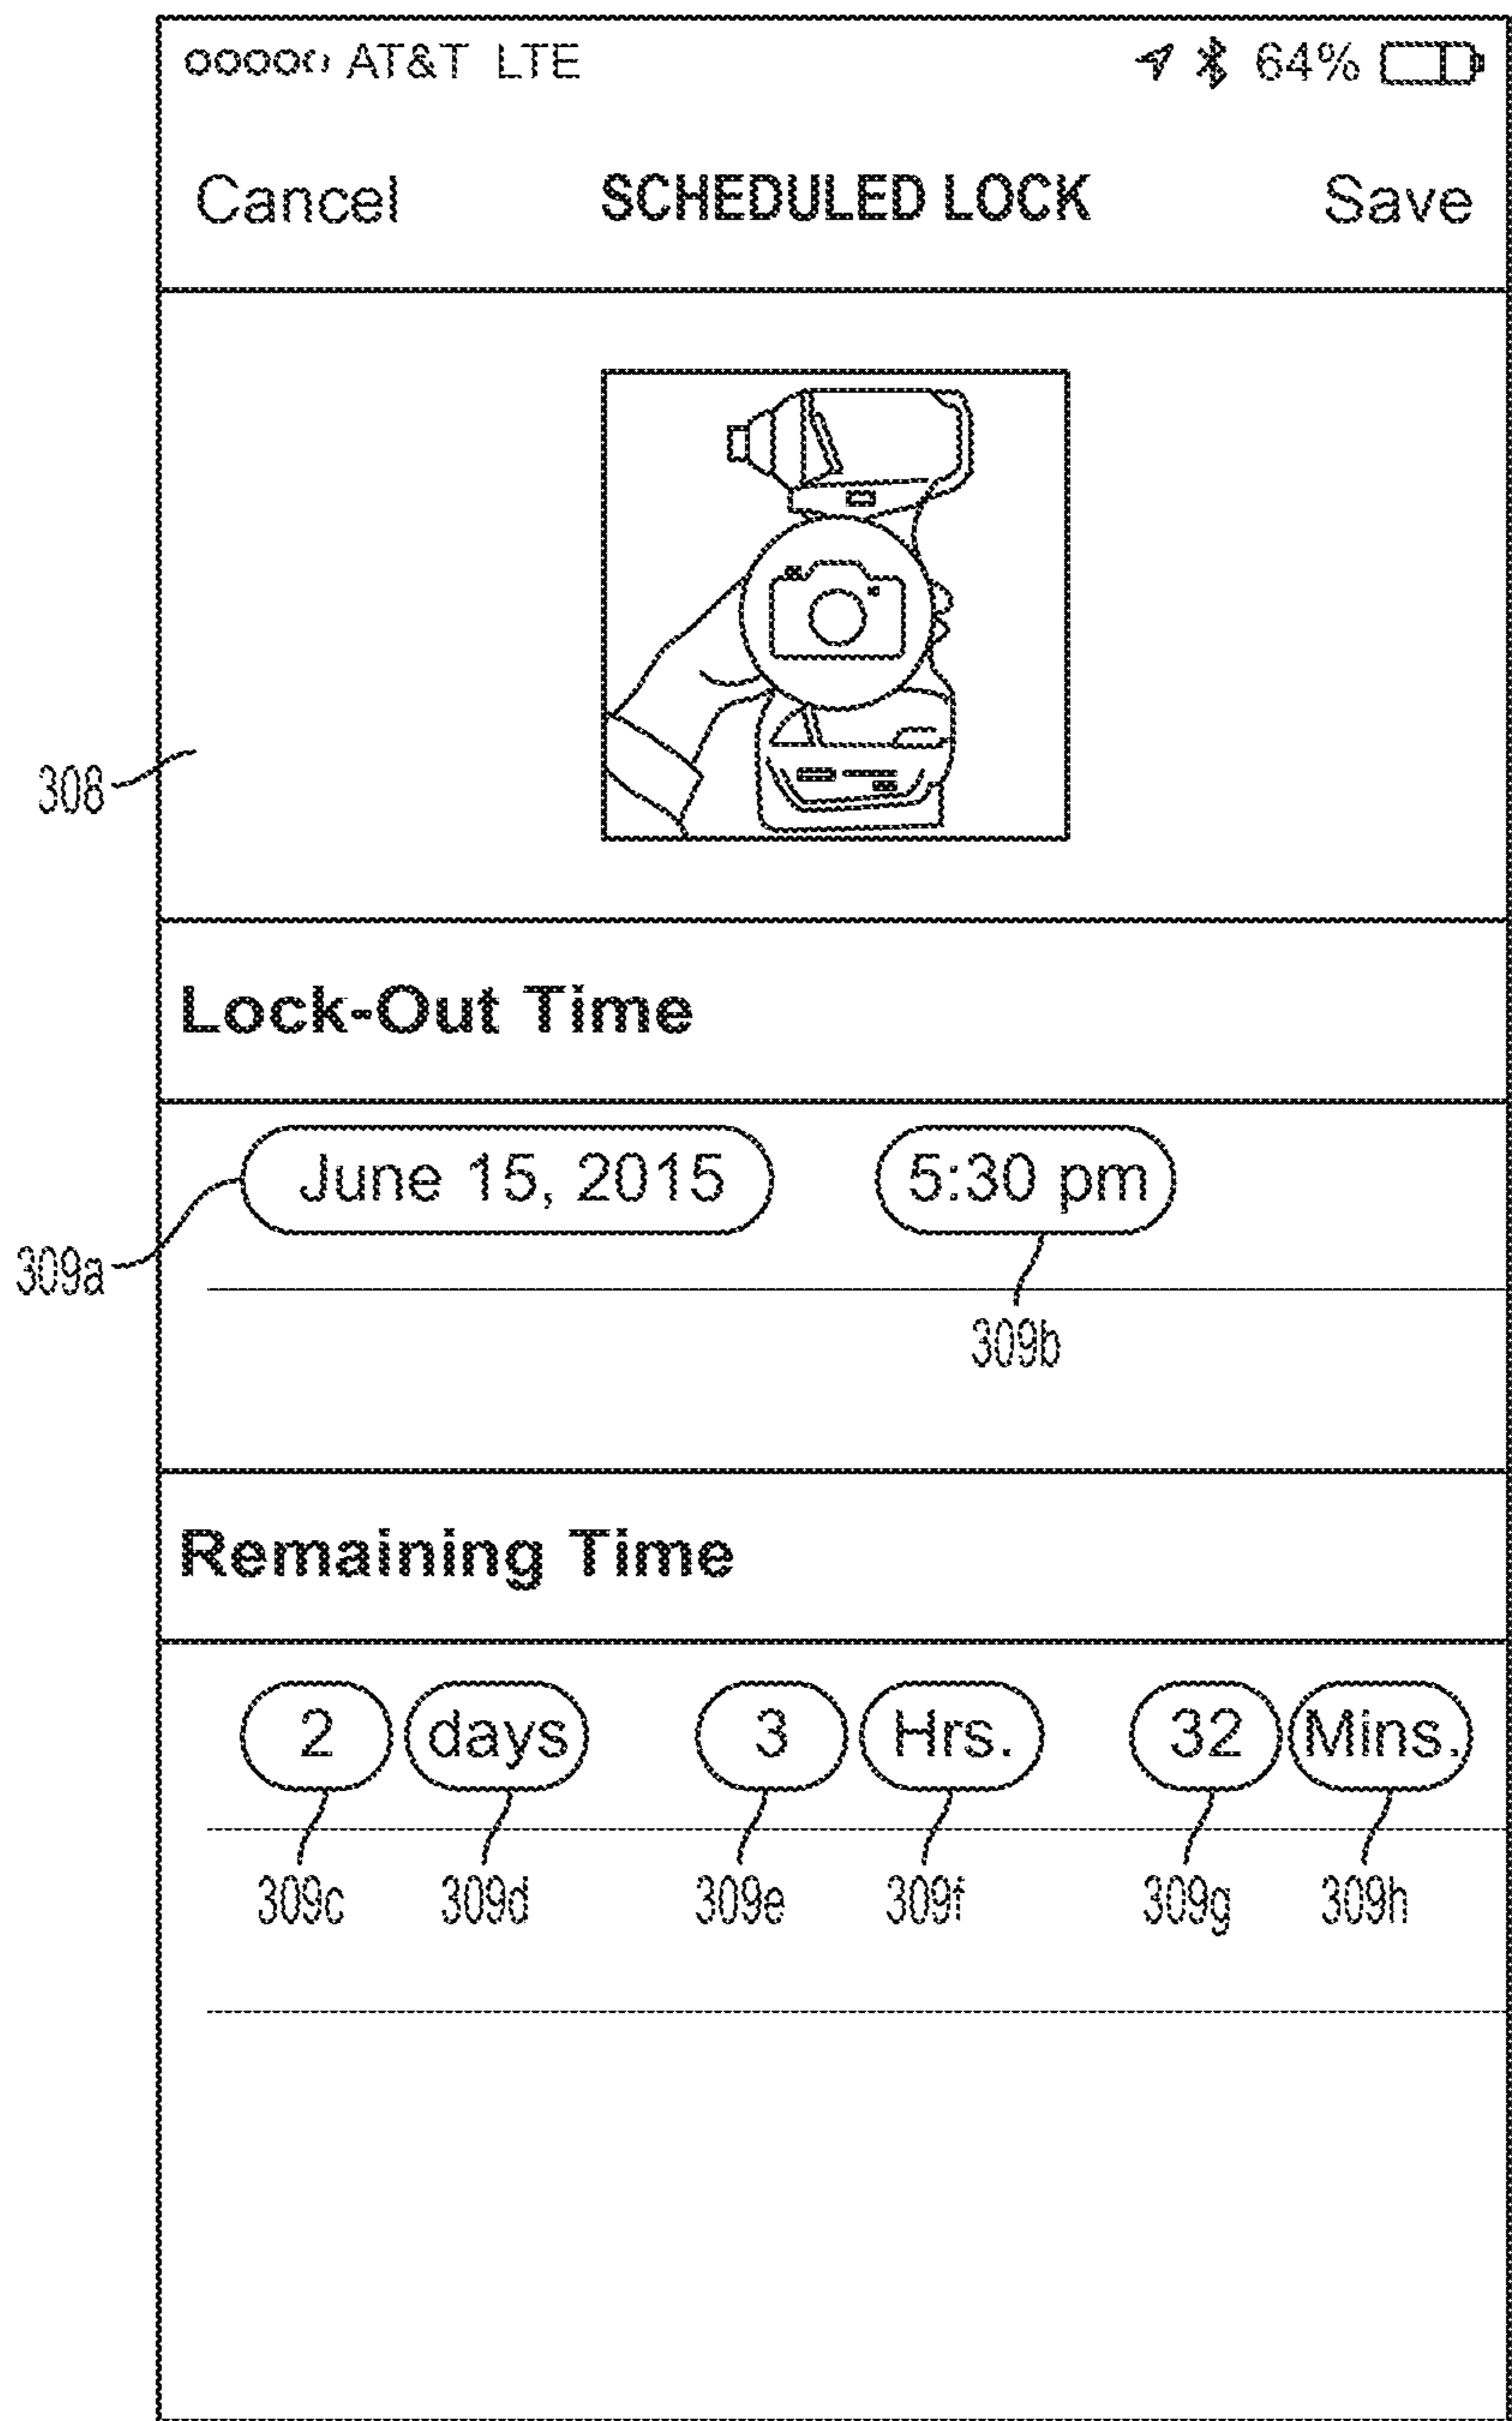 AT&T LTE 64%
Cancel SCHEDULED LOCK Save
308
Lock-Out Time
June 15, 2015 5:30 pm
309a
309b
Remaining Time
2 days 3 Hrs. 32 Mins.
309c 309d 309e 309f 309g 309h